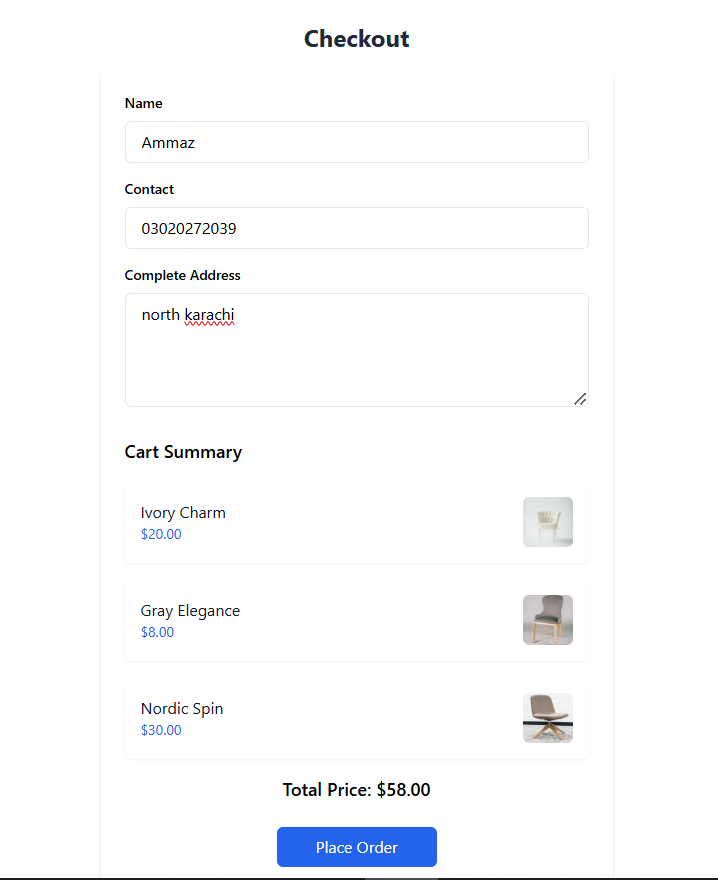 Checkout
Name
Ammaz
Contact
03020272039
Complete Address
north karachi
Cart Summary
Ivory Charm
$20.00
Gray Elegance
$8.00
Nordic Spin
$30.00
Total Price: $58.00
Place Order